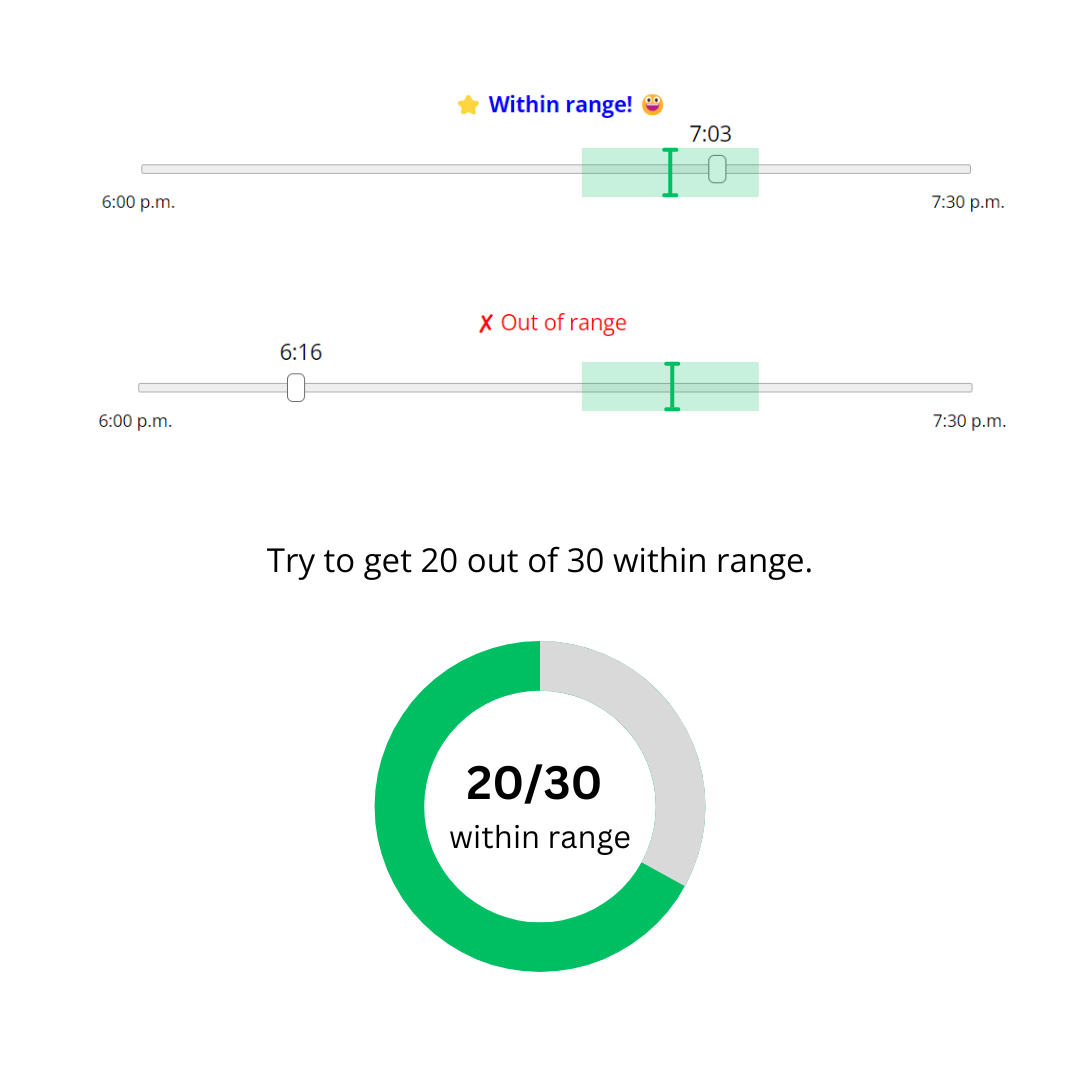 ⭐ Within range! 😀
7:03
6:00 p.m. 7:30 p.m.
✗ Out of range
6:16
6:00 p.m. 7:30 p.m.
Try to get 20 out of 30 within range.
20/30
within range